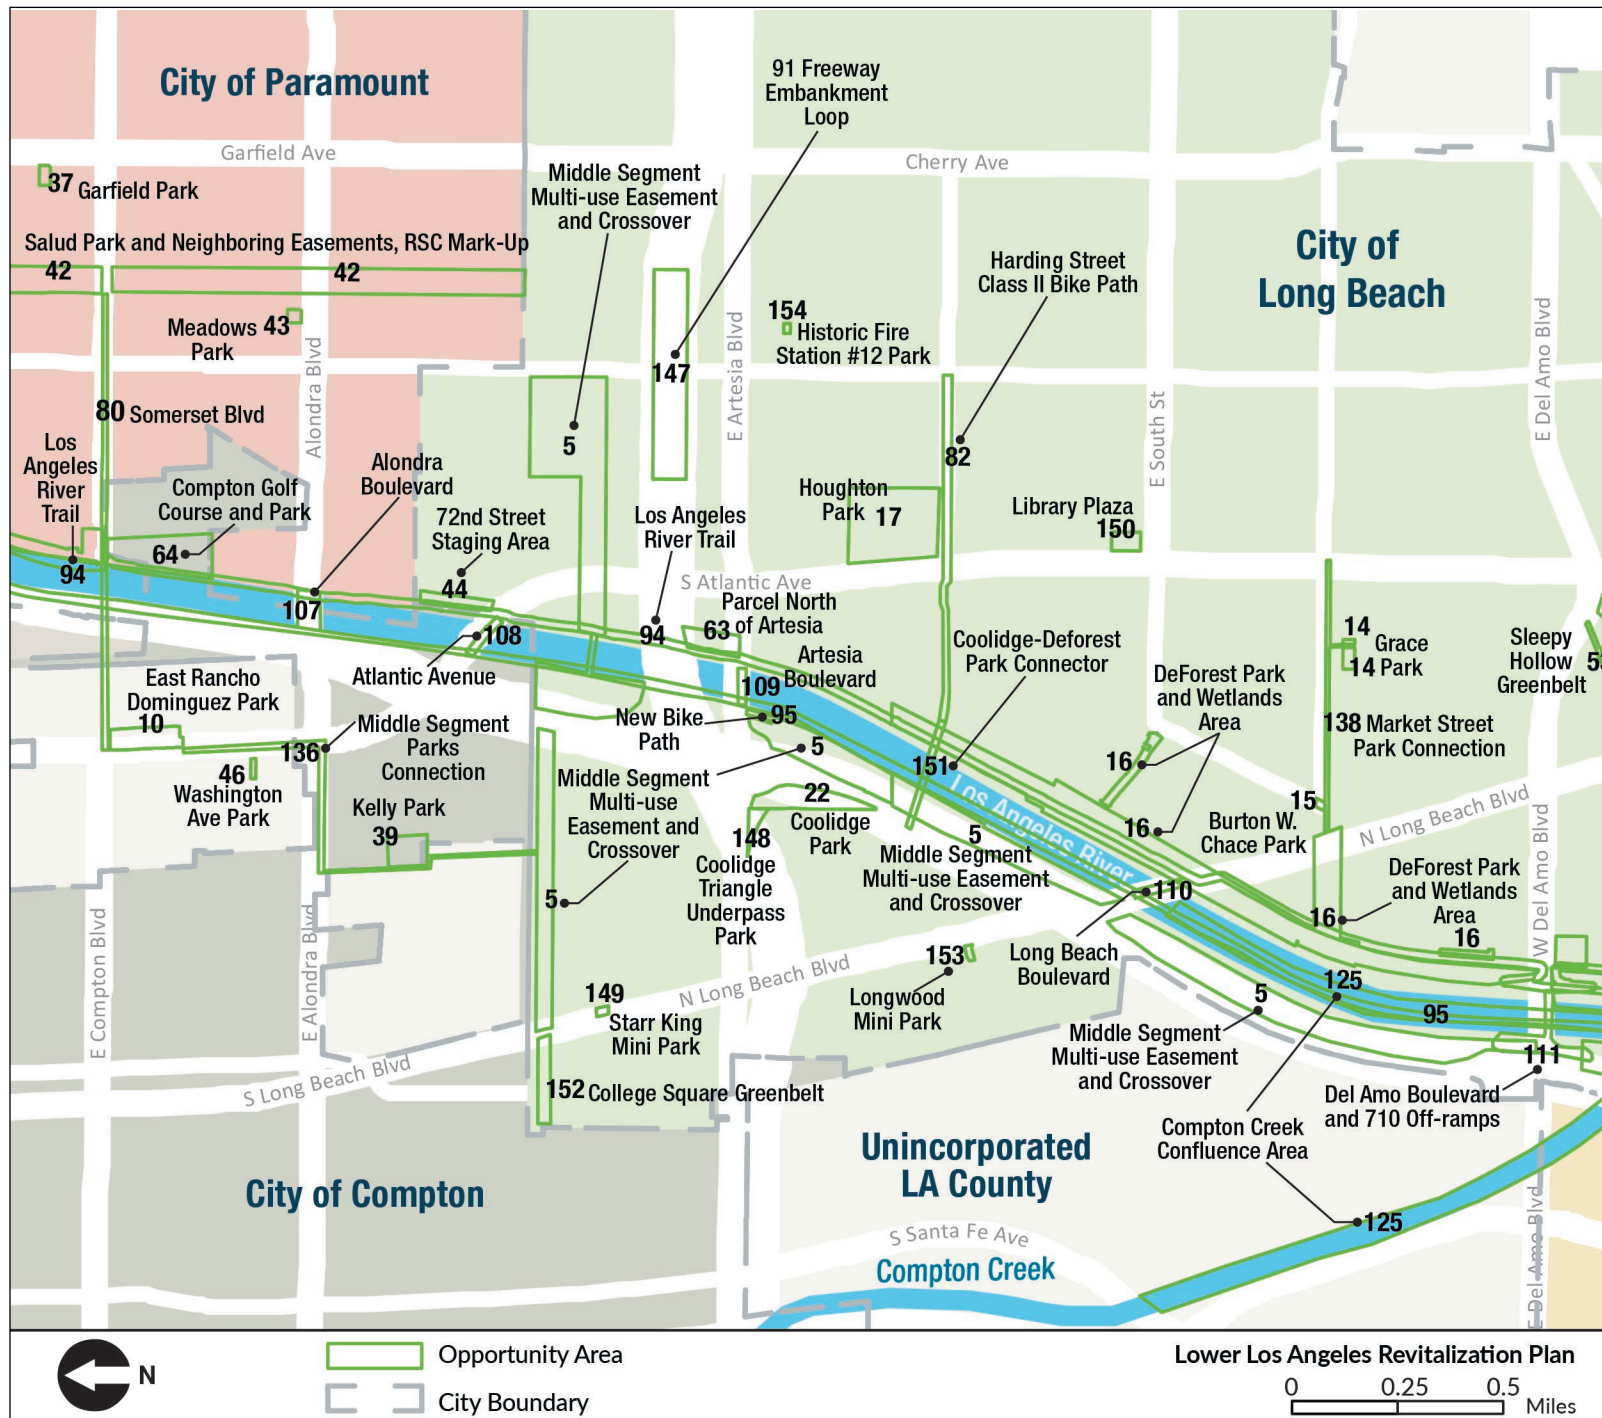 City of Paramount
91 Freeway
Embankment
Loop
Garfield Ave
Cherry Ave
37 Garfield Park
Middle Segment
Multi-use Easement
and Crossover
Salud Park and Neighboring Easements, RSC Mark-Up
42
42
City of
Long Beach
Harding Street
Class II Bike Path
Meadows 43
Park
154
Historic Fire
Station #12 Park
147
E Artesia Blvd
Alondra Blvd
E Del Amo Blvd
E South St
80 Somerset Blvd
5
82
Los
Angeles
River
Trail
94
Compton Golf
Course and Park
64
Alondra
Boulevard
107
72nd Street
Staging Area
44
Los Angeles
River Trail
94
Houghton
Park 17
Library Plaza
150
S Atlantic Ave
Parcel North
63 of Artesia
108
Atlantic Avenue
Artesia
109 Boulevard
Coolidge-Deforest
Park Connector
151
DeForest Park
and Wetlands
Area
16
16
14
Grace
14 Park
Sleepy
Hollow
Greenbelt
138 Market Street
Park Connection
East Rancho
Dominguez Park
10
Middle Segment
136 Parks
Connection
New Bike 95
Path
5
46
Washington
Ave Park
Kelly Park
39
Middle Segment
Multi-use
Easement and
Crossover
5
22
Coolidge
Park
148
Coolidge
Triangle
Underpass
Park
5
Middle Segment
Multi-use Easement
and Crossover
Los Angeles River
15
Burton W.
Chace Park
N Long Beach Blvd
110
Long Beach
Boulevard
DeForest Park
and Wetlands
Area
16
16
W Del Amo Blvd
E Compton Blvd
E Alondra Blvd
N Long Beach Blvd
153
Longwood
Mini Park
149
Starr King
Mini Park
125
95
5
Middle Segment
Multi-use Easement
and Crossover
111
Del Amo Boulevard
and 710 Off-ramps
S Long Beach Blvd
152 College Square Greenbelt
Compton Creek
Confluence Area
125
Unincorporated
LA County
City of Compton
S Santa Fe Ave
Compton Creek
E Del Amo Blvd
N
Opportunity Area
City Boundary
Lower Los Angeles Revitalization Plan
0 0.25 0.5
Miles